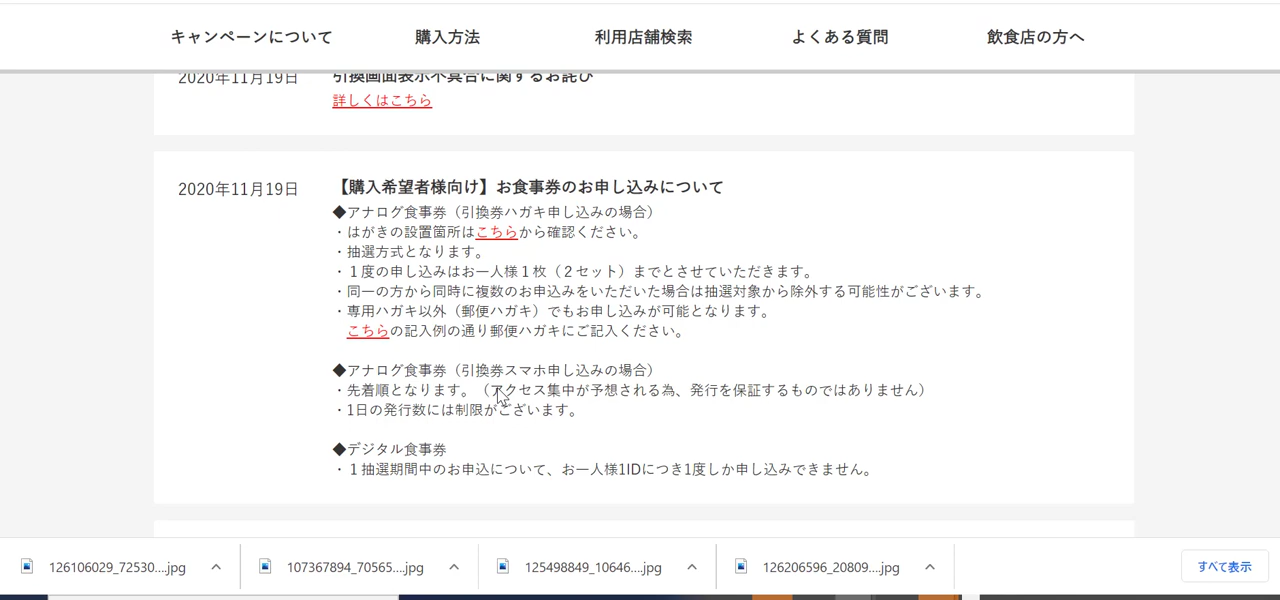 キャンペーンについて 購入方法 利用店舗検索 よくある質問 飲食店の方へ
2020年11月19日 引換画面表示不具合に関するお詫び
詳しくはこちら
2020年11月19日 【購入希望者様向け】お食事券のお申し込みについて
◆アナログ食事券（引換券ハガキ申し込みの場合）
・はがきの設置箇所はこちらから確認ください。
・抽選方式となります。
・１度の申し込みはお一人様１枚（２セット）までとさせていただきます。
・同一の方から同時に複数のお申込みをいただいた場合は抽選対象から除外する可能性がございます。
・専用ハガキ以外（郵便ハガキ）でもお申し込みが可能となります。
こちらの記入例の通り郵便ハガキにご記入ください。
◆アナログ食事券（引換券スマホ申し込みの場合）
・先着順となります。（アクセス集中が予想される為、発行を保証するものではありません）
・1日の発行数には制限がございます。
◆デジタル食事券
・１抽選期間中のお申込について、お一人様1IDにつき1度しか申し込みできません。
126106029_72530....jpg 107367894_70565....jpg 125498849_10646....jpg 126206596_20809....jpg すべて表示